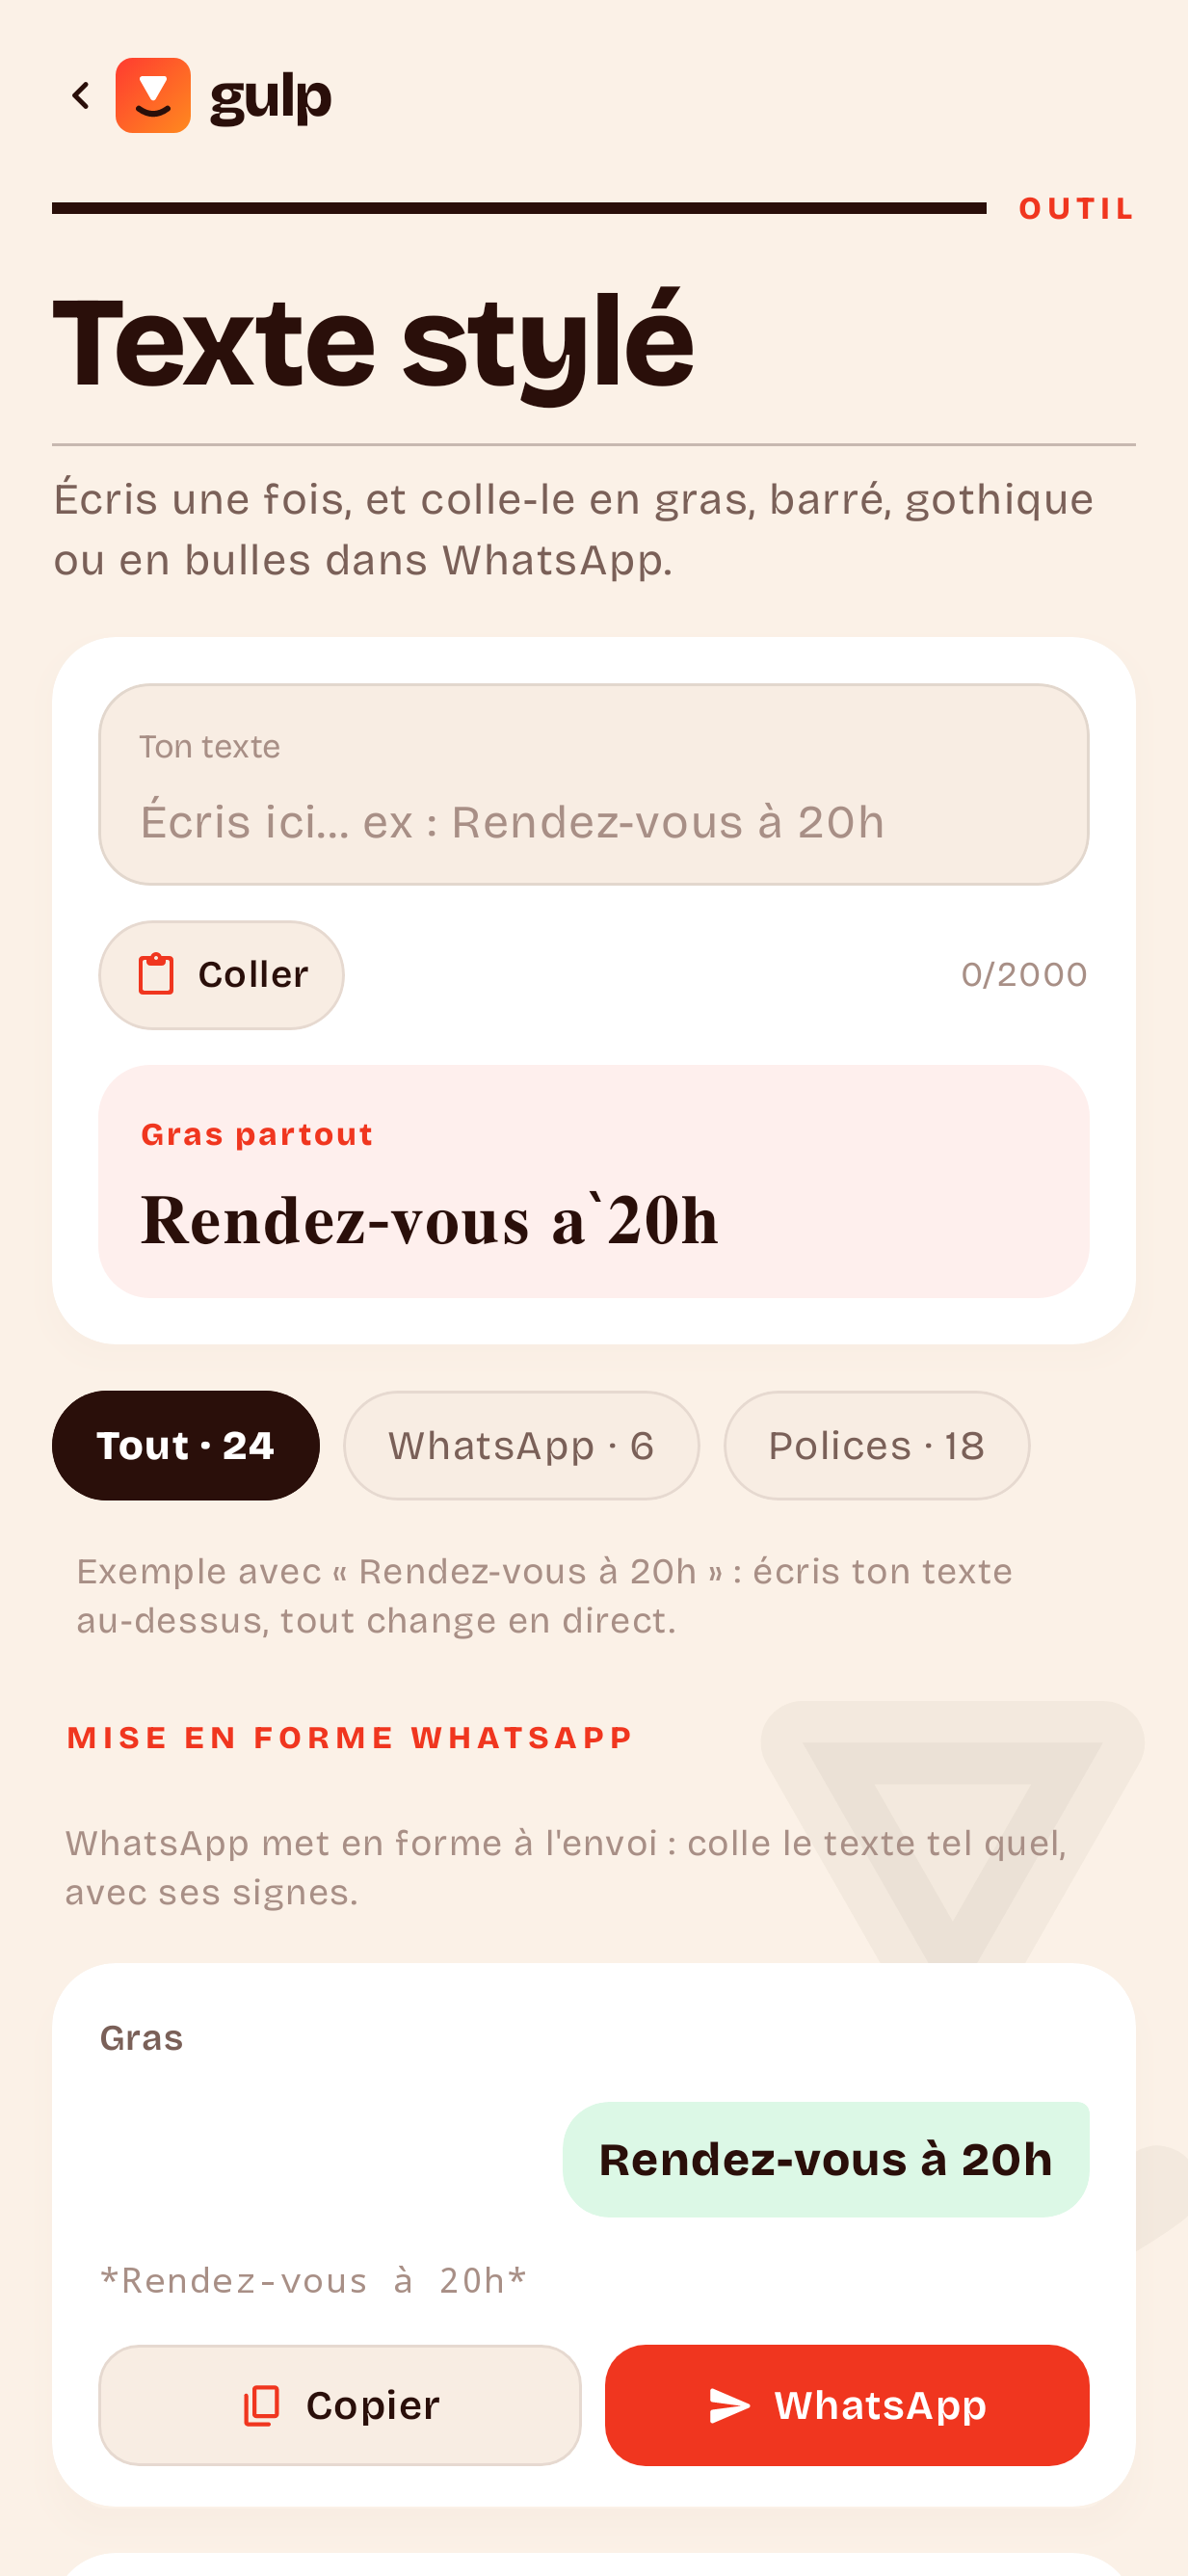 gulp
OUTIL
Texte stylé
Écris une fois, et colle-le en gras, barré, gothique
ou en bulles dans WhatsApp.
Ton texte
Écris ici... ex : Rendez-vous à 20h
Coller
0/2000
Gras partout
Rendez-vous a`20h
Tout · 24
WhatsApp · 6
Polices · 18
Exemple avec « Rendez-vous à 20h » : écris ton texte
au-dessus, tout change en direct.
MISE EN FORME WHATSAPP
WhatsApp met en forme à l'envoi : colle le texte tel quel,
avec ses signes.
Gras
Rendez-vous à 20h
*Rendez-vous à 20h*
Copier
WhatsApp